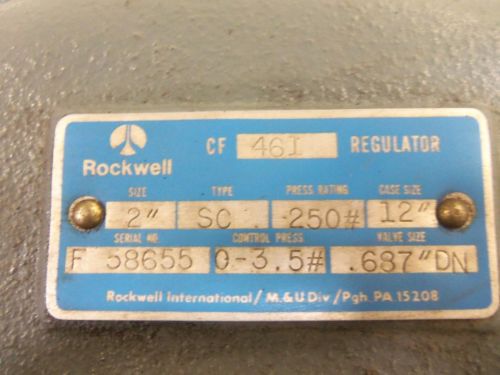 CF 46I REGULATOR
Rockwell
SIZE TYPE PRESS RATING CASE SIZE
2" SC. 250# 12"
SERIAL NO. CONTROL PRESS VALVE SIZE
F 58655 0-3.5# .687"DN
Rockwell International/M.&U.Div/Pgh. PA 15208